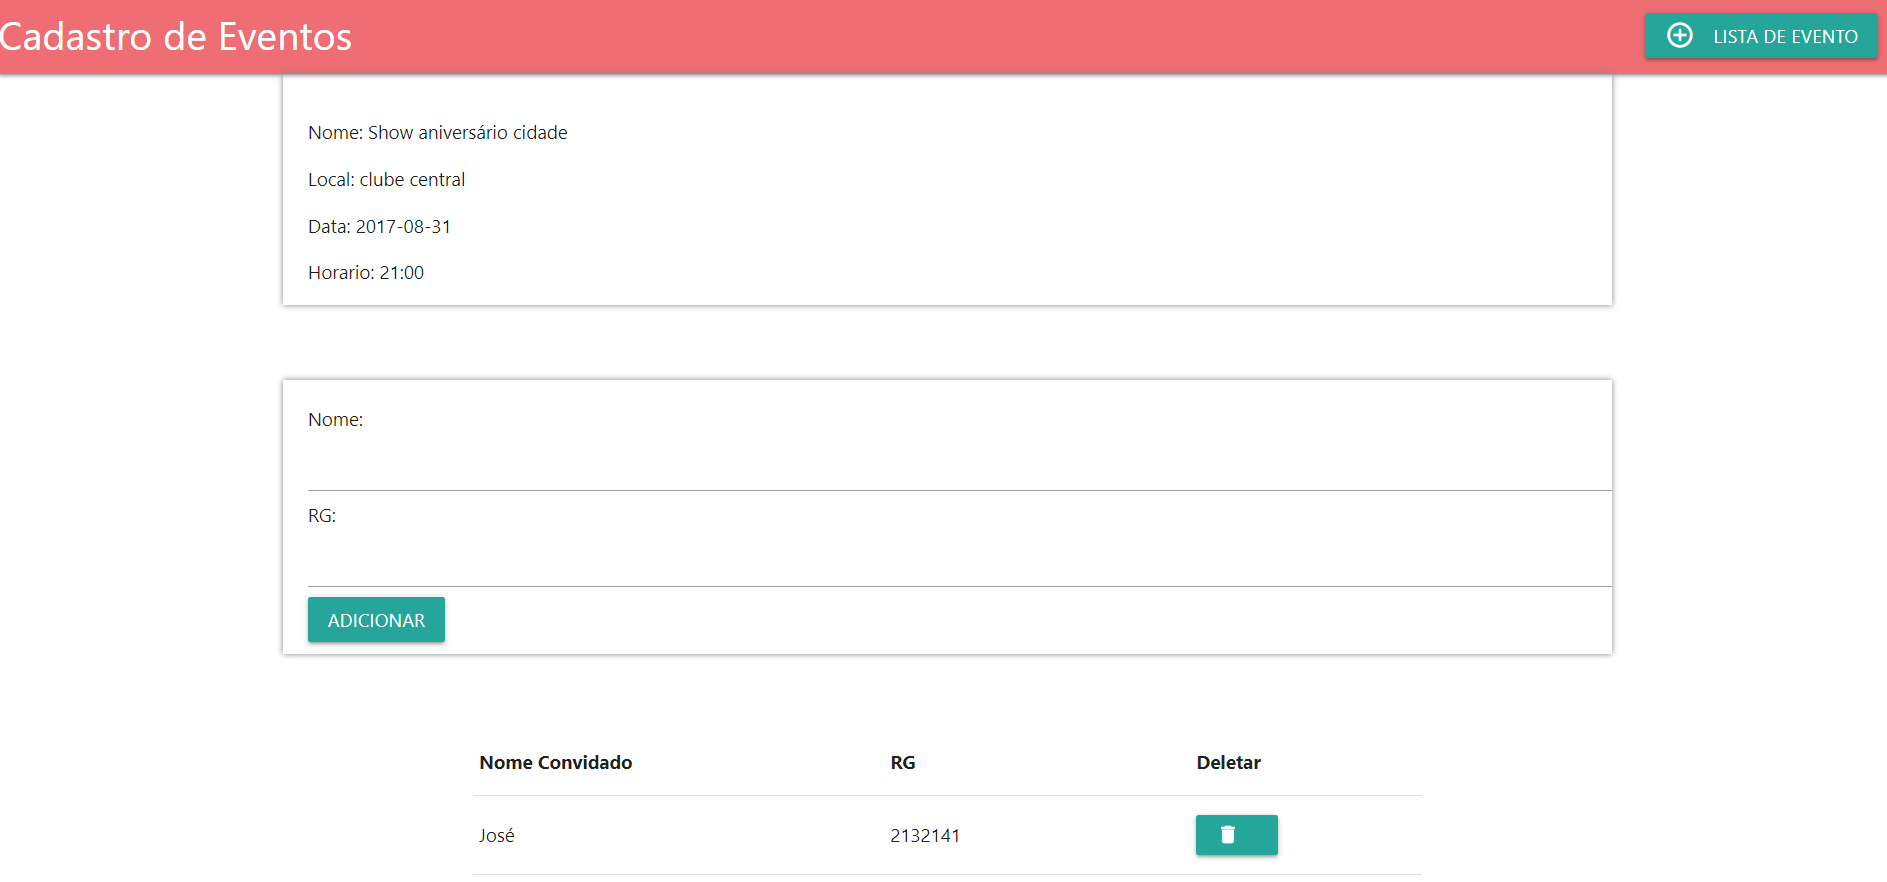 Cadastro de Eventos
LISTA DE EVENTO
Nome: Show aniversário cidade
Local: clube central
Data: 2017-08-31
Horario: 21:00
Nome:
RG:
ADICIONAR
Nome Convidado RG Deletar
José 2132141